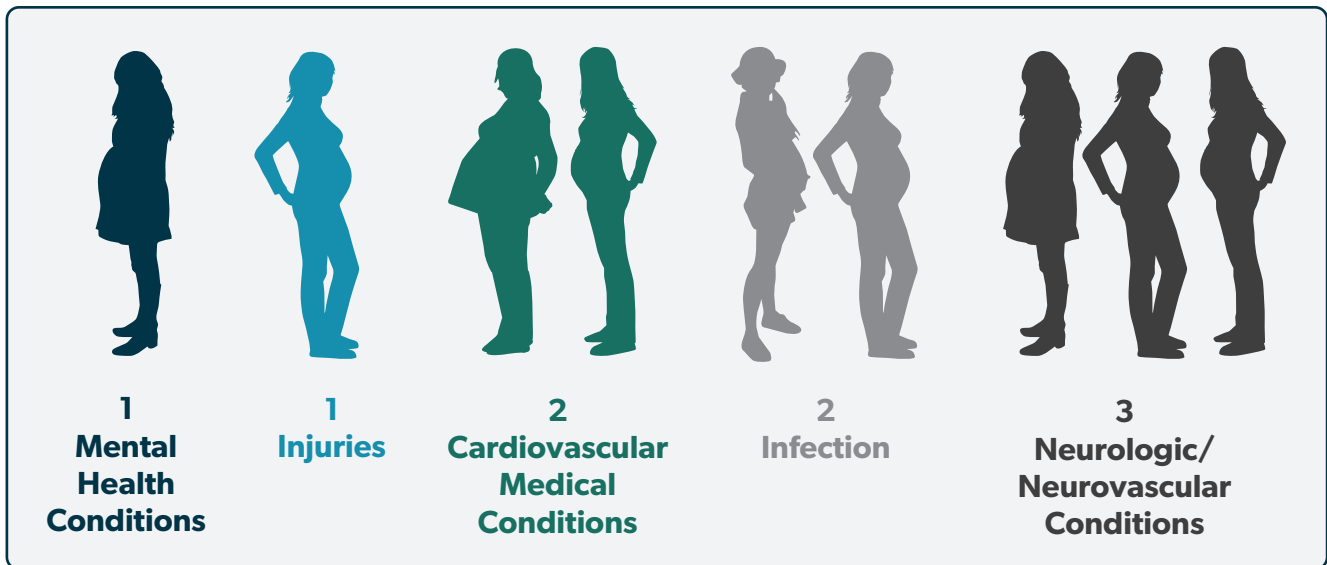 1
Mental
Health
Conditions
1
Injuries
2
Cardiovascular
Medical
Conditions
2
Infection
3
Neurologic/
Neurovascular
Conditions